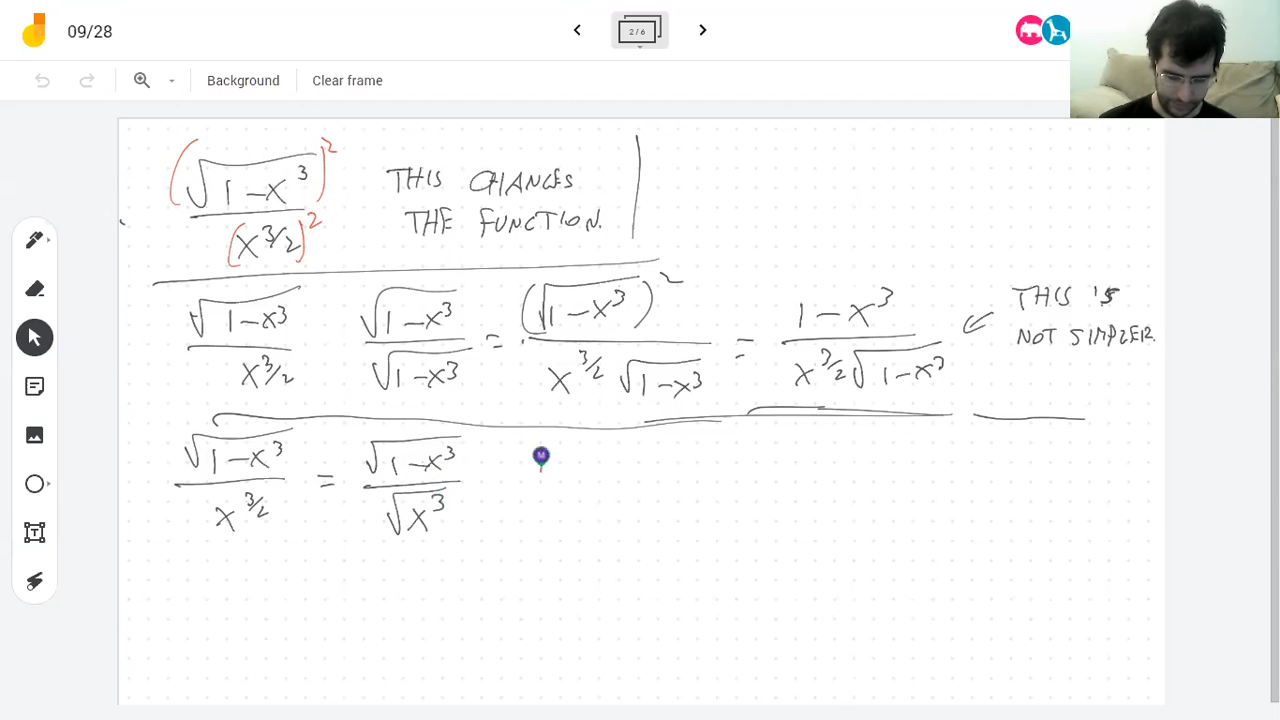 09/28
2/6
Background
Clear frame
(√(1-x³))² / (x^3/2)²
THIS CHANGES
THE FUNCTION.
√(1-x³) / x^3/2   √(1-x³) / √(1-x³) = (√(1-x³))² / (x^3/2 √(1-x³)) = (1-x³) / (x^3/2 √(1-x³))
THIS IS
NOT SIMPLER.
√(1-x³) / x^3/2 = √(1-x³) / √x³
M
T